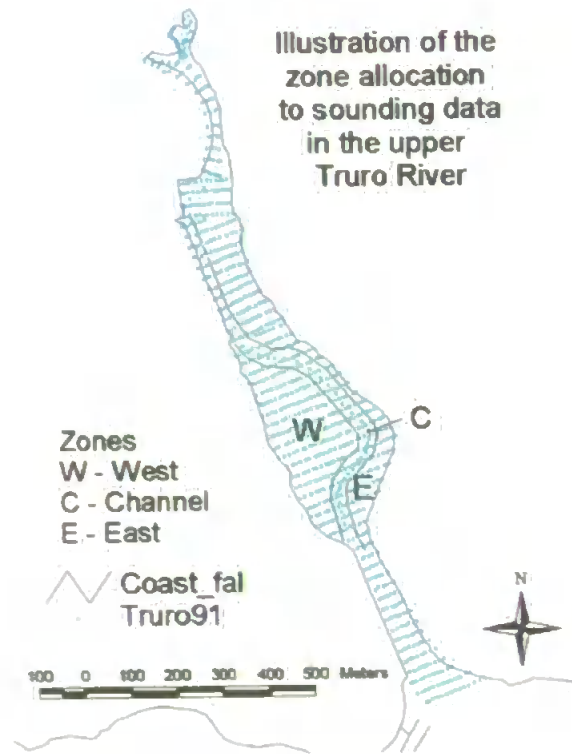 Illustration of the
zone allocation
to sounding data
in the upper
Truro River
W
C
E
Zones
W - West
C - Channel
E - East
Coast_fal
Truro91
N
100 0 100 200 300 400 500 Meters